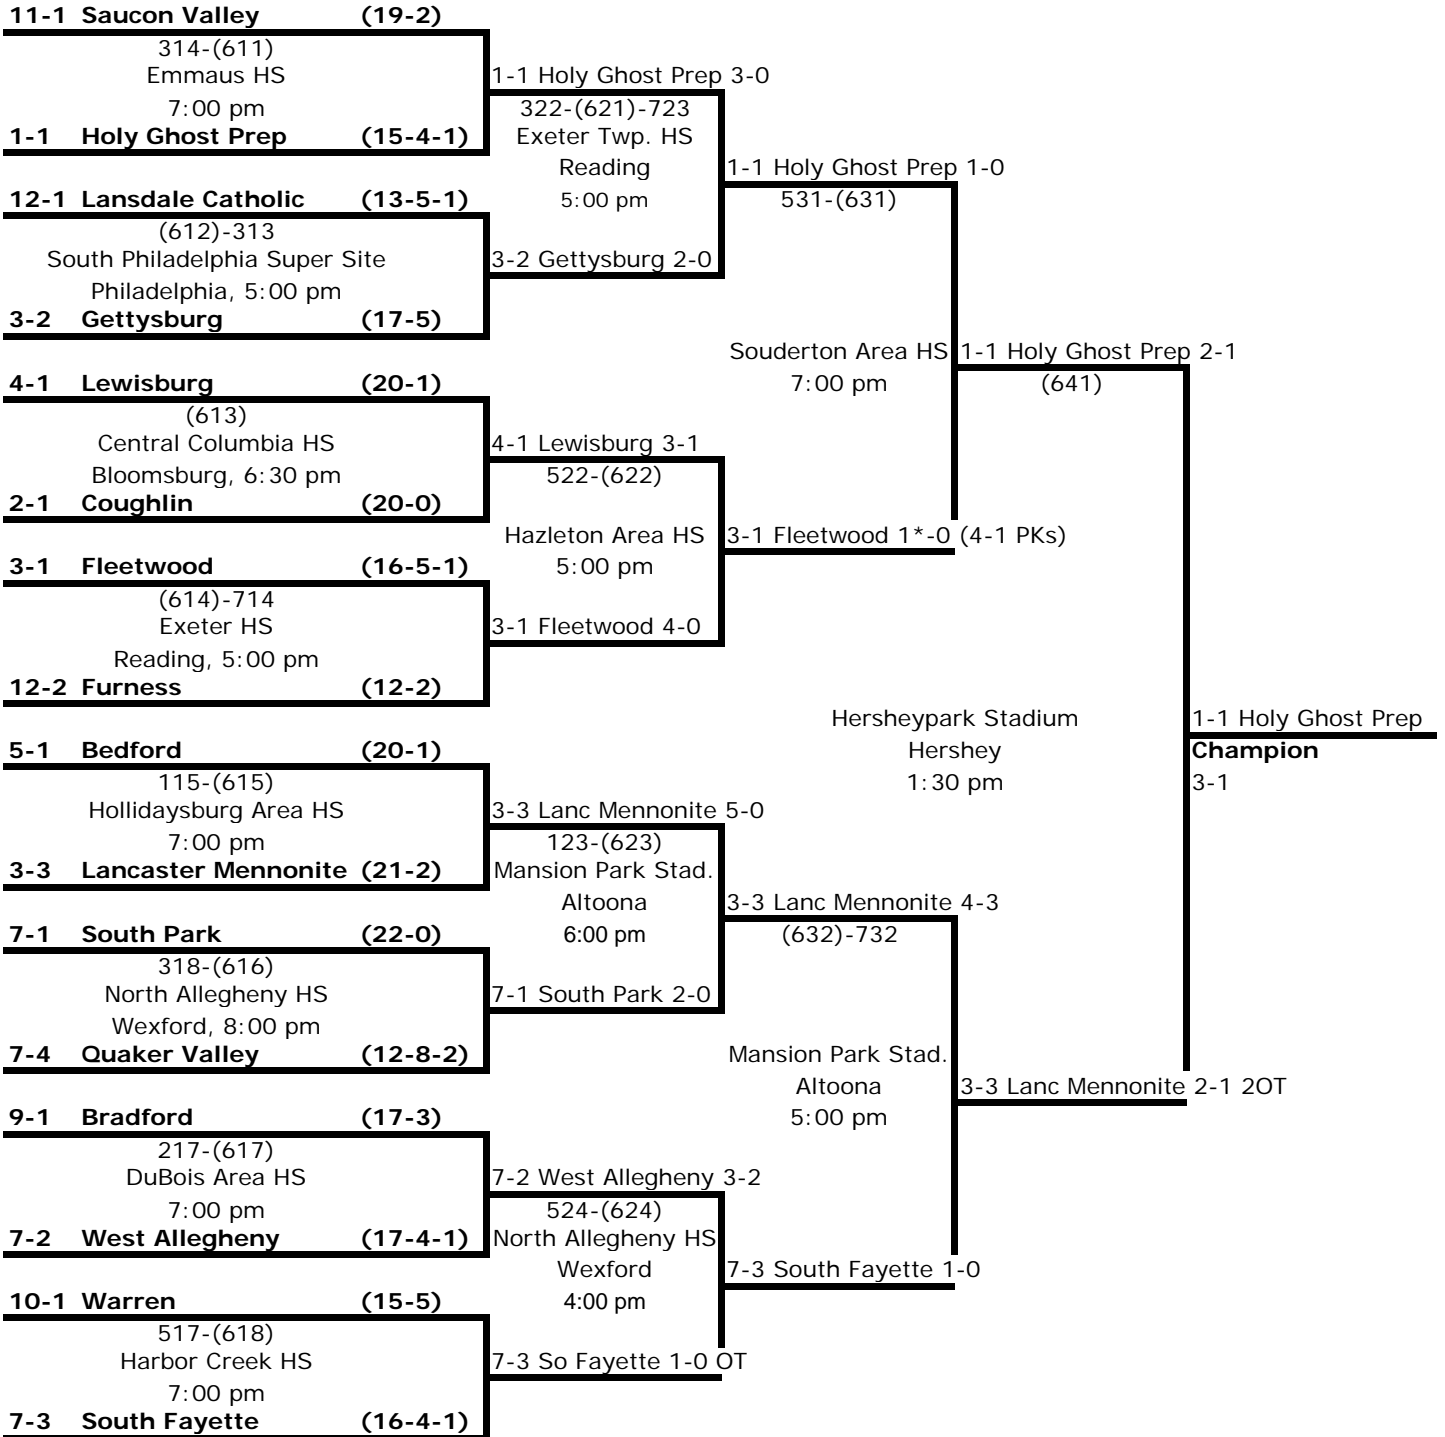 11-1 Saucon Valley (19-2)
314-(611)
Emmaus HS
7:00 pm
1-1 Holy Ghost Prep (15-4-1)
12-1 Lansdale Catholic (13-5-1)
(612)-313
South Philadelphia Super Site
Philadelphia, 5:00 pm
3-2 Gettysburg (17-5)
4-1 Lewisburg (20-1)
(613)
Central Columbia HS
Bloomsburg, 6:30 pm
2-1 Coughlin (20-0)
3-1 Fleetwood (16-5-1)
(614)-714
Exeter HS
Reading, 5:00 pm
12-2 Furness (12-2)
5-1 Bedford (20-1)
115-(615)
Hollidaysburg Area HS
7:00 pm
3-3 Lancaster Mennonite (21-2)
7-1 South Park (22-0)
318-(616)
North Allegheny HS
Wexford, 8:00 pm
7-4 Quaker Valley (12-8-2)
9-1 Bradford (17-3)
217-(617)
DuBois Area HS
7:00 pm
7-2 West Allegheny (17-4-1)
10-1 Warren (15-5)
517-(618)
Harbor Creek HS
7:00 pm
7-3 South Fayette (16-4-1)
1-1 Holy Ghost Prep 3-0
322-(621)-723
Exeter Twp. HS
Reading
5:00 pm
3-2 Gettysburg 2-0
4-1 Lewisburg 3-1
522-(622)
Hazleton Area HS
5:00 pm
3-1 Fleetwood 4-0
3-3 Lanc Mennonite 5-0
123-(623)
Mansion Park Stad.
Altoona
6:00 pm
7-1 South Park 2-0
7-2 West Allegheny 3-2
524-(624)
North Allegheny HS
Wexford
4:00 pm
7-3 So Fayette 1-0 OT
1-1 Holy Ghost Prep 1-0
531-(631)
Souderton Area HS
7:00 pm
3-1 Fleetwood 1*-0 (4-1 PKs)
3-3 Lanc Mennonite 4-3
(632)-732
Mansion Park Stad.
Altoona
5:00 pm
7-3 South Fayette 1-0
1-1 Holy Ghost Prep 2-1
(641)
Hersheypark Stadium
Hershey
1:30 pm
3-3 Lanc Mennonite 2-1 2OT
1-1 Holy Ghost Prep
Champion
3-1